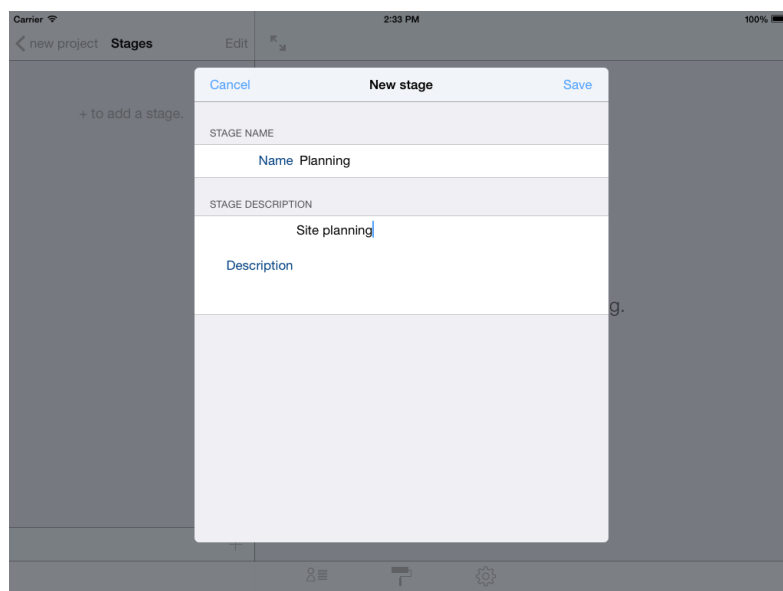 Carrier 2:33 PM 100%
new project Stages Edit
Cancel New stage Save
+ to add a stage.
STAGE NAME
Name Planning
STAGE DESCRIPTION
Site planning
Description
g.
+